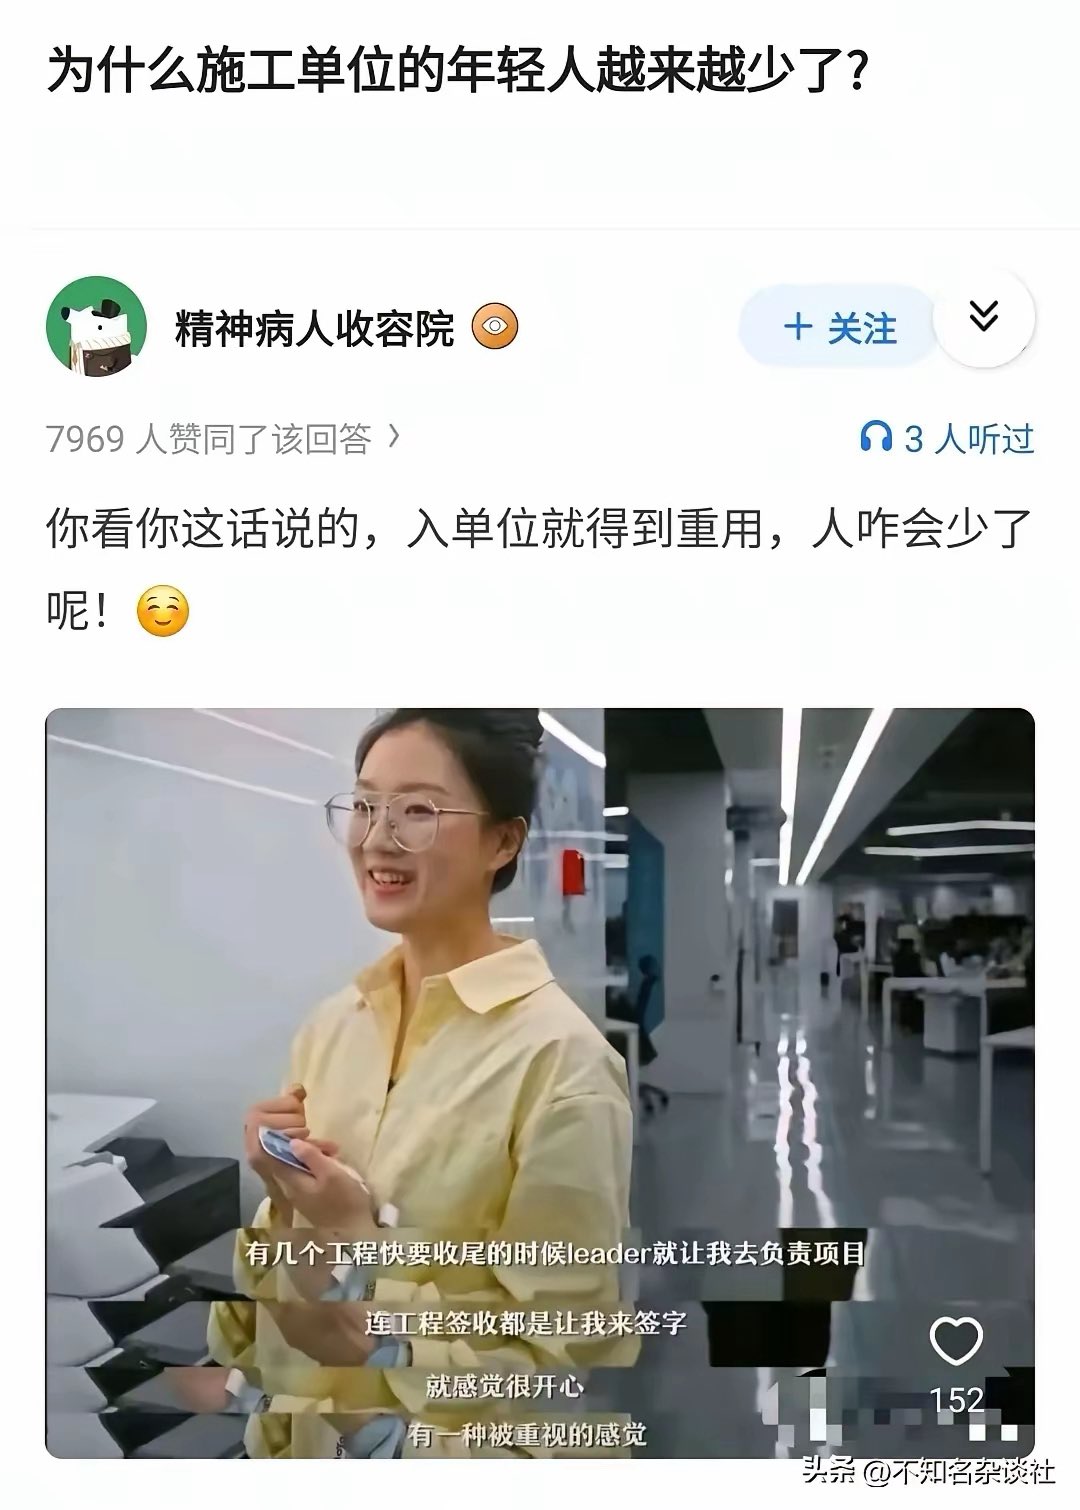 为什么施工单位的年轻人越来越少了?
精神病人收容院
+ 关注
7969 人赞同了该回答 >
3 人听过
你看你这话说的，入单位就得到重用，人咋会少了
呢！
有几个工程快要收尾的时候leader就让我去负责项目
连工程签收都是让我来签字
就感觉很开心
有一种被重视的感觉
152
头条 @不知名杂谈社